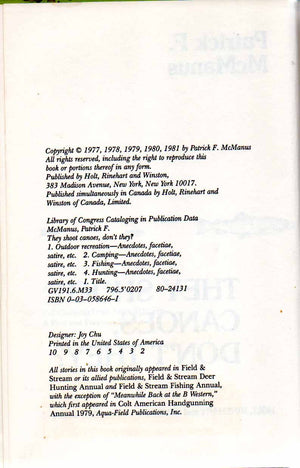 Patrick F.
McManus
Copyright © 1977, 1978, 1979, 1980, 1981 by Patrick F. McManus
All rights reserved, including the right to reproduce this
book or portions thereof in any form.
Published by Holt, Rinehart and Winston,
383 Madison Avenue, New York, New York 10017.
Published simultaneously in Canada by Holt, Rinehart and
Winston of Canada, Limited.
Library of Congress Cataloging in Publication Data
McManus, Patrick F.
They shoot canoes, don't they?
1. Outdoor recreation—Anecdotes, facetiae,
satire, etc. 2. Camping—Anecdotes, facetiae,
satire, etc. 3. Fishing—Anecdotes, facetiae,
satire, etc. 4. Hunting—Anecdotes, facetiae,
satire, etc. 1. Title.
GV191.6.M33 796.5'0207 80-24131
ISBN 0-03-058646-1
THE
CANOES,
DON'T
Designer: Joy Chu
Printed in the United States of America
10 9 8 7 6 5 4 3 2
All stories in this book originally appeared in Field &
Stream or its allied publications, Field & Stream Deer
Hunting Annual and Field & Stream Fishing Annual,
with the exception of "Meanwhile Back at the B Western,"
which first appeared in Colt American Handgunning
Annual 1979, Aqua-Field Publications, Inc.